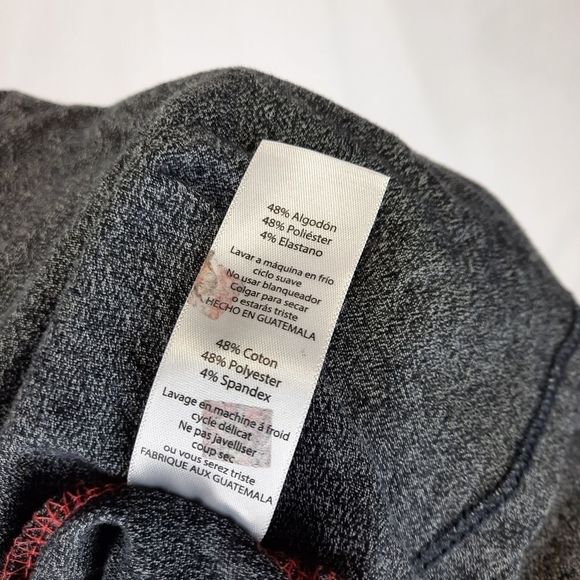 48% Algodón
48% Poliéster
4% Elastano
Lavar a máquina en frío
ciclo suave
No usar blanqueador
Colgar para secar
o estarás triste
HECHO EN GUATEMALA
48% Coton
48% Polyester
4% Spandex
Lavage en machine á froid
cycle délicat
Ne pas javelliser
coup sec
ou vous serez triste
FABRIQUE AUX GUATEMALA